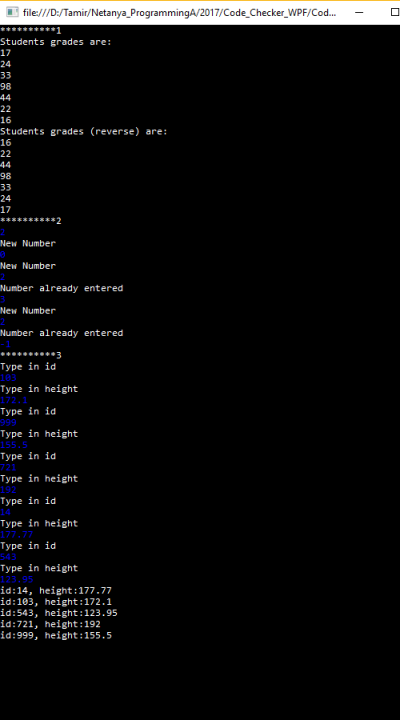 file:///D:/Tamir/Netanya_ProgrammingA/2017/Code_Checker_WPF/Cod...
**********1
Students grades are:
17
24
33
98
44
22
16
Students grades (reverse) are:
16
22
44
98
33
24
17
**********2
2
New Number
New Number
2
Number already entered
New Number
2
Number already entered
-1
**********3
Type in id
103
Type in height
172.1
Type in id
999
Type in height
155.5
Type in id
721
Type in height
192
Type in id
14
Type in height
177.77
Type in id
543
Type in height
123.95
id:14, height:177.77
id:103, height:172.1
id:543, height:123.95
id:721, height:192
id:999, height:155.5